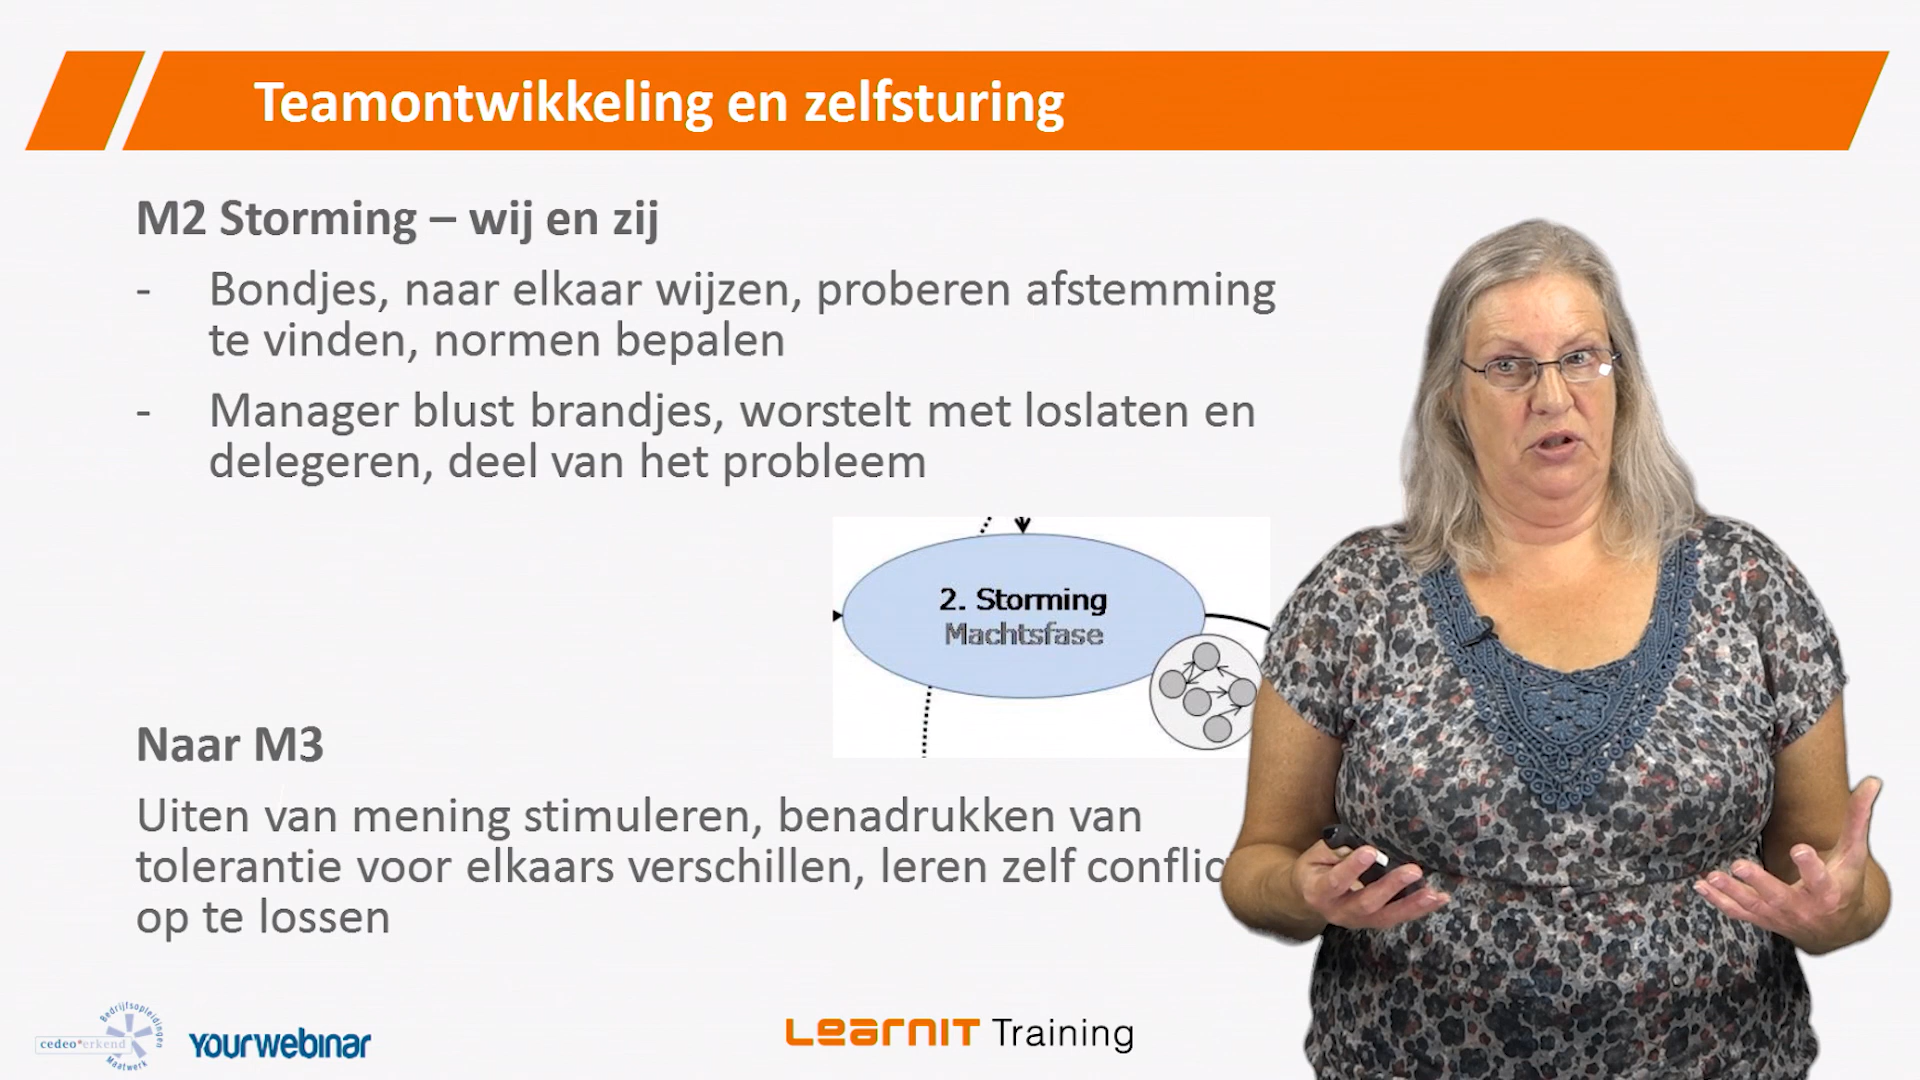 Teamontwikkeling en zelfsturing
M2 Storming – wij en zij
- Bondjes, naar elkaar wijzen, proberen afstemming
te vinden, normen bepalen
- Manager blust brandjes, worstelt met loslaten en
delegeren, deel van het probleem
2. Storming
Machtsfase
Naar M3
Uiten van mening stimuleren, benadrukken van
tolerantie voor elkaars verschillen, leren zelf
op te lossen
Bedrijfsopleidingen
cedeo*erkend
Maatwerk
YOURWEBINAR
LEARNIT Training